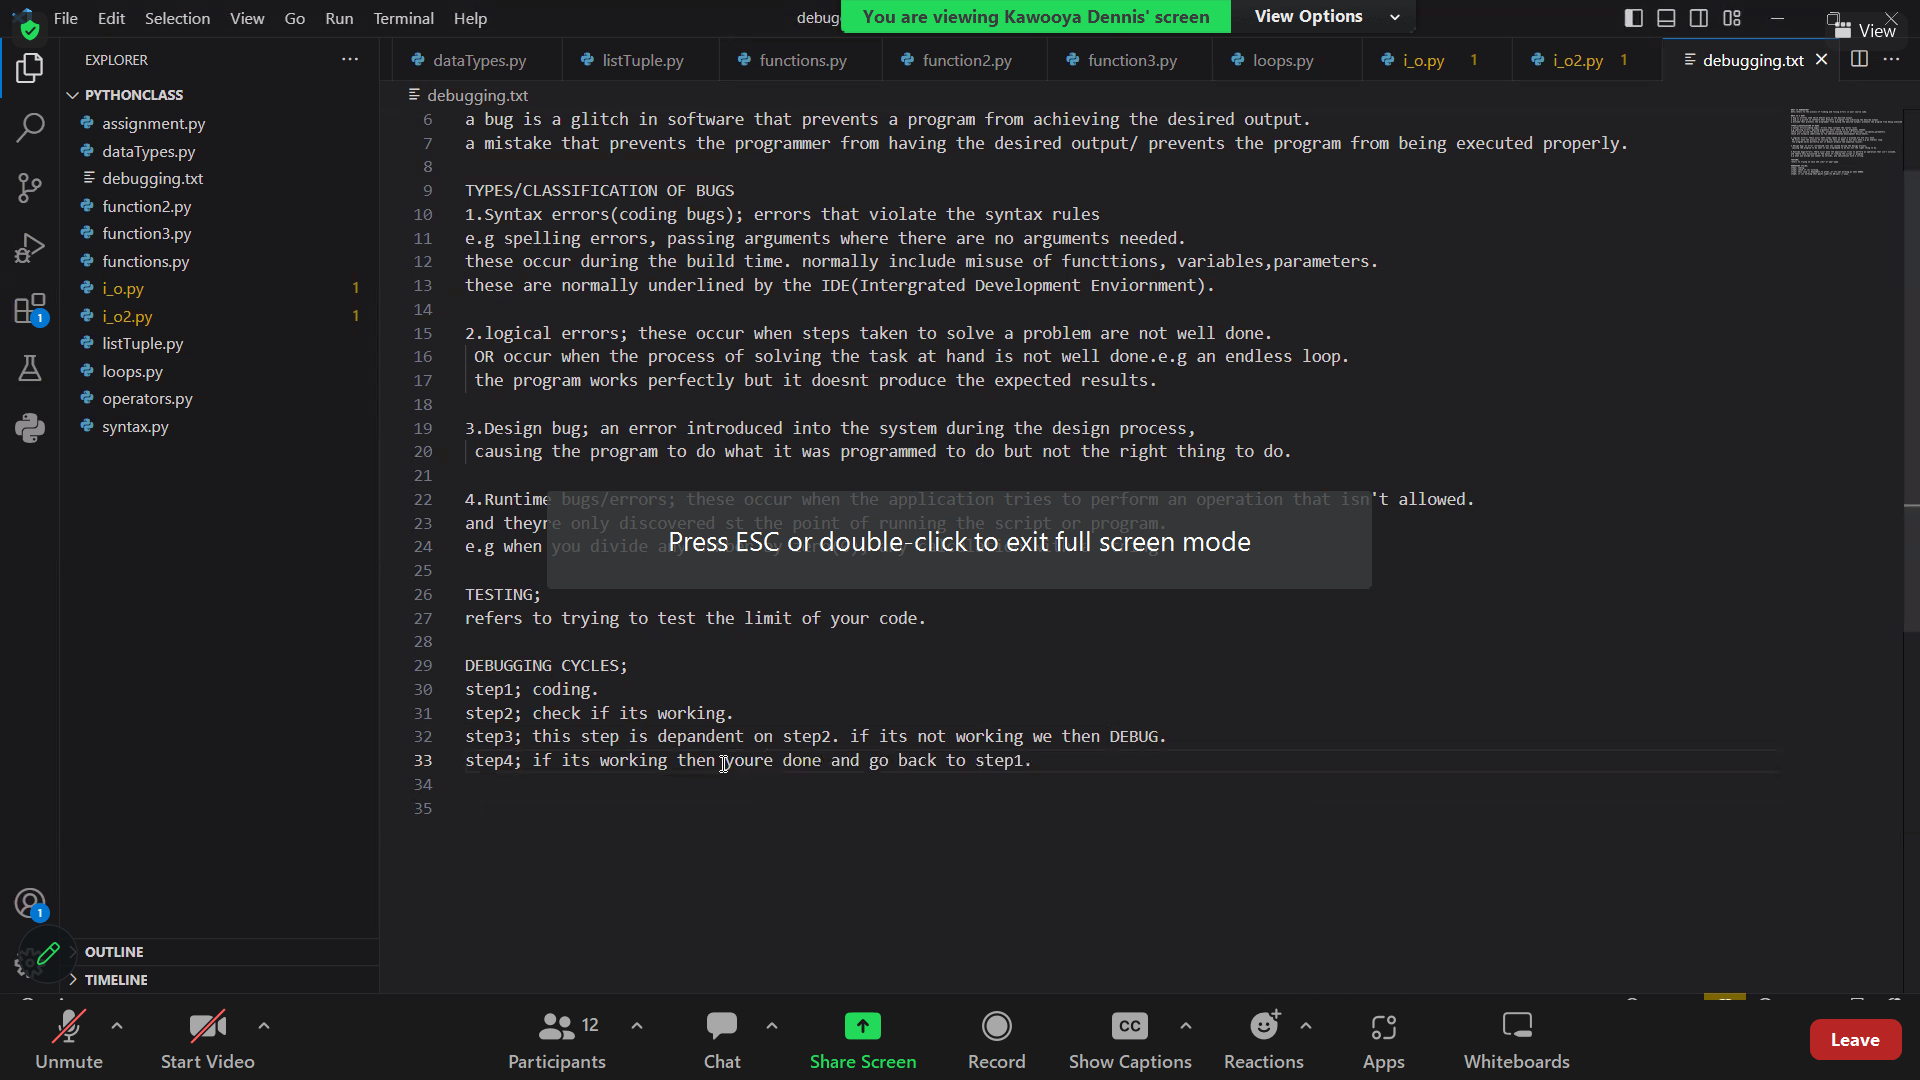 File Edit Selection View Go Run Terminal Help
debug
You are viewing Kawooya Dennis' screen
View Options
View
EXPLORER
dataTypes.py
listTuple.py
functions.py
function2.py
function3.py
loops.py
i_o.py 1
i_o2.py 1
debugging.txt
PYTHONCLASS
assignment.py
dataTypes.py
debugging.txt
function2.py
function3.py
functions.py
i_o.py 1
i_o2.py 1
listTuple.py
loops.py
operators.py
syntax.py
1
1
OUTLINE
TIMELINE
debugging.txt
6 a bug is a glitch in software that prevents a program from achieving the desired output.
7 a mistake that prevents the programmer from having the desired output/ prevents the program from being executed properly.
8
9 TYPES/CLASSIFICATION OF BUGS
10 1.Syntax errors(coding bugs); errors that violate the syntax rules
11 e.g spelling errors, passing arguments where there are no arguments needed.
12 these occur during the build time. normally include misuse of functtions, variables,parameters.
13 these are normally underlined by the IDE(Intergrated Development Enviornment).
14
15 2.logical errors; these occur when steps taken to solve a problem are not well done.
16 OR occur when the process of solving the task at hand is not well done.e.g an endless loop.
17 the program works perfectly but it doesnt produce the expected results.
18
19 3.Design bug; an error introduced into the system during the design process,
20 causing the program to do what it was programmed to do but not the right thing to do.
21
22 4.Runtime bugs/errors; these occur when the application tries to perform an operation that isn't allowed.
23 and theyre only discovered st the point of running the script or program.
24 e.g when you divide
Press ESC or double-click to exit full screen mode
25
26 TESTING;
27 refers to trying to test the limit of your code.
28
29 DEBUGGING CYCLES;
30 step1; coding.
31 step2; check if its working.
32 step3; this step is depandent on step2. if its not working we then DEBUG.
33 step4; if its working then youre done and go back to step1.
34
35
Unmute
Start Video
12
Participants
Chat
Share Screen
Record
CC
Show Captions
Reactions
Apps
Whiteboards
Leave